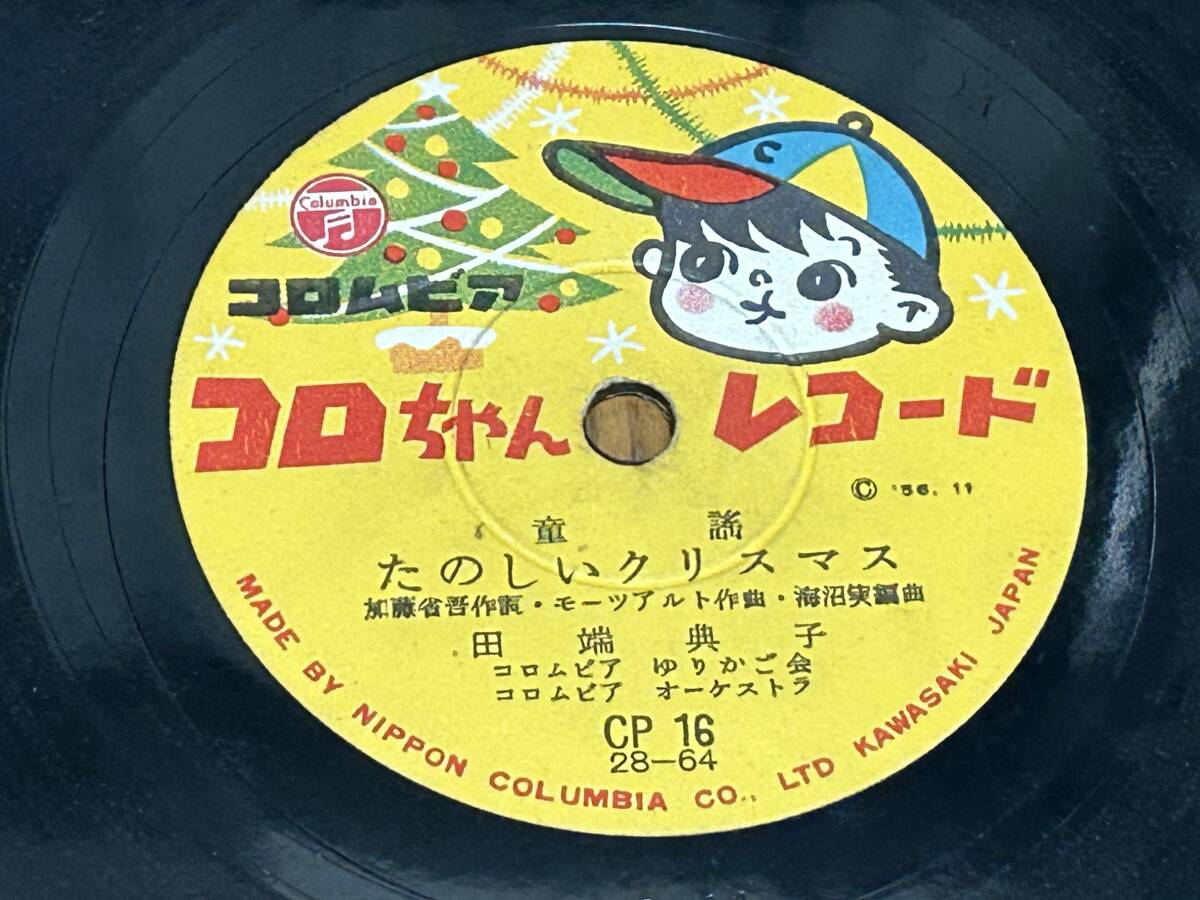 C
Columbia
コロムビア
コロちゃん レコード
© '56. 11
童 謡
たのしいクリスマス
加藤省吾作詞・モーツアルト作曲・海沼実編曲
田端典子
コロムビア ゆりかご会
コロムビア オーケストラ
CP 16
28-64
MADE BY NIPPON COLUMBIA CO., LTD KAWASAKI JAPAN